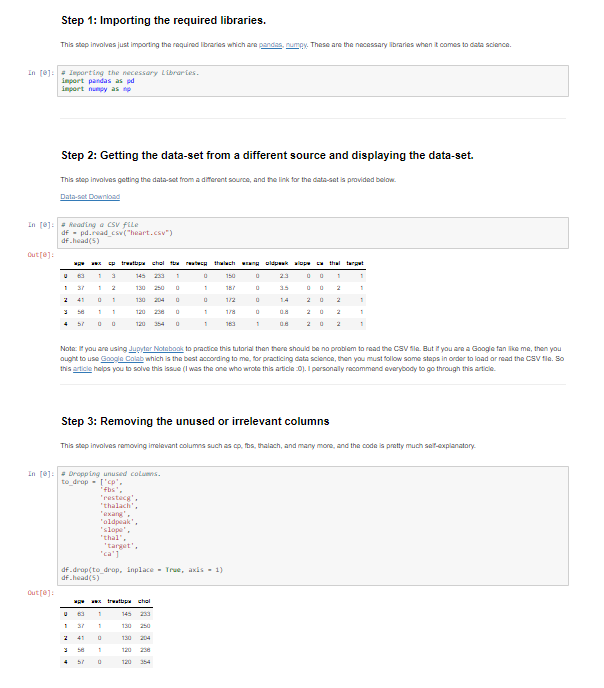 Step 1: Importing the required libraries.
This step involves just importing the required libraries which are pandas, numpy. These are the necessary libraries when it comes to data science.
In [0]: # Importing the necessary libraries.
import pandas as pd
import numpy as np
Step 2: Getting the data-set from a different source and displaying the data-set.
This step involves getting the data-set from a different source, and the link for the data-set is provided below.
Data-set Download
In [0]: # Reading a CSV file
df = pd.read_csv("heart.csv")
df.head(5)
Out[0]:
age sex cp trestbps chol fbs restecg thalach exang oldpeak slope ca thal target
0 63 1 3 145 233 1 0 150 0 2.3 0 0 1 1
1 37 1 2 130 250 0 1 187 0 3.5 0 0 2 1
2 41 0 1 130 204 0 0 172 0 1.4 2 0 2 1
3 56 1 1 120 236 0 1 178 0 0.8 2 0 2 1
4 57 0 0 120 354 0 1 163 1 0.6 2 0 2 1
Note: If you are using Jupyter Notebook to practice this tutorial then there should be no problem to read the CSV file. But if you are a Google fan like me, then you
ought to use Google Colab which is the best according to me, for practicing data science, then you must follow some steps in order to load or read the CSV file. So
this article helps you to solve this issue (I was the one who wrote this article :0). I personally recommend everybody to go through this article.
Step 3: Removing the unused or irrelevant columns
This step involves removing irrelevant columns such as cp, fbs, thalach, and many more, and the code is pretty much self-explanatory.
In [0]: # Dropping unused columns.
to_drop = ['cp',
'fbs',
'restecg',
'thalach',
'exang',
'oldpeak',
'slope',
'thal',
'target',
'ca']
df.drop(to_drop, inplace = True, axis = 1)
df.head(5)
Out[0]:
age sex trestbps chol
0 63 1 145 233
1 37 1 130 250
2 41 0 130 204
3 56 1 120 236
4 57 0 120 354